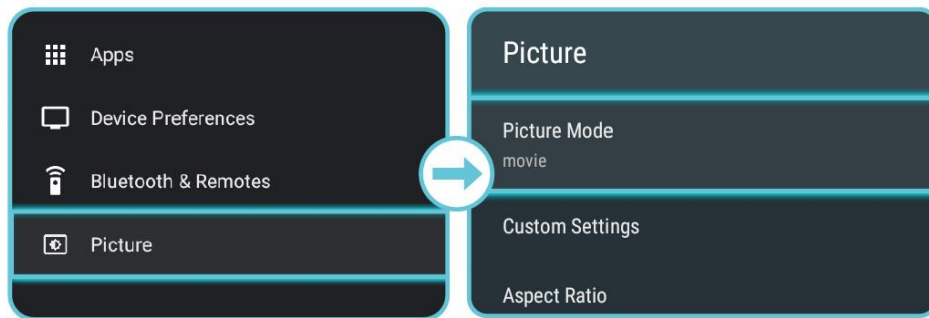 Apps
Device Preferences
Bluetooth & Remotes
Picture
Picture
Picture Mode
movie
Custom Settings
Aspect Ratio